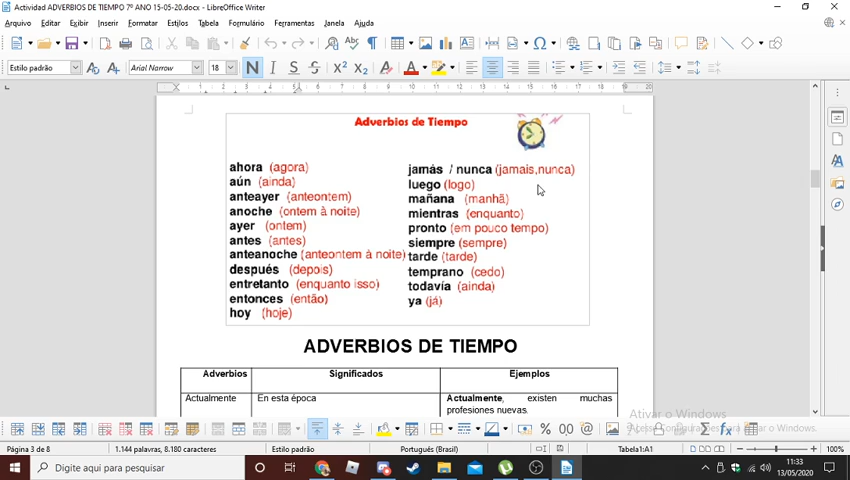 Actividad ADVERBIOS DE TIEMPO 7º ANO 15-05-20.docx - LibreOffice Writer
Arquivo Editar Exibir Inserir Formatar Estilos Tabela Formulário Ferramentas Janela Ajuda
Estilo padrão Arial Narrow 18
Adverbios de Tiempo
ahora (agora)
aún (ainda)
anteayer (anteontem)
anoche (ontem à noite)
ayer (ontem)
antes (antes)
anteanoche (anteontem à noite)
después (depois)
entretanto (enquanto isso)
entonces (então)
hoy (hoje)
jamás / nunca (jamais,nunca)
luego (logo)
mañana (manhã)
mientras (enquanto)
pronto (em pouco tempo)
siempre (sempre)
tarde (tarde)
temprano (cedo)
todavía (ainda)
ya (já)
ADVERBIOS DE TIEMPO
Adverbios Significados Ejemplos
Actualmente En esta época Actualmente, existen muchas
profesiones nuevas.
Ativar o Windows
Página 3 de 8 1.144 palavras, 8.180 caracteres Estilo padrão Português (Brasil) Tabela1:A1 100%
Digite aqui para pesquisar
11:33
13/05/2020